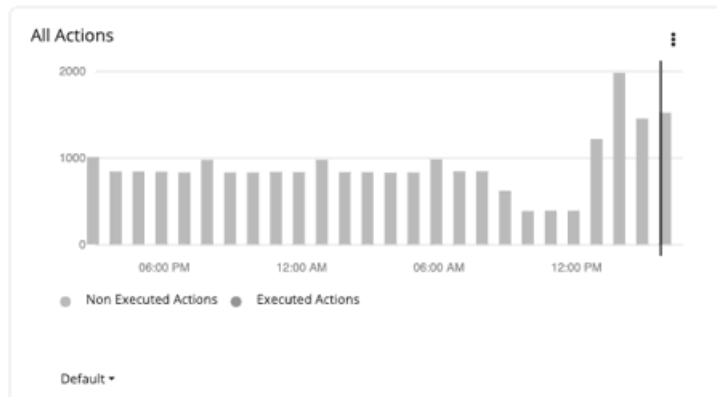 All Actions
2000
1000
0
06:00 PM 12:00 AM 06:00 AM 12:00 PM
Non Executed Actions Executed Actions
Default